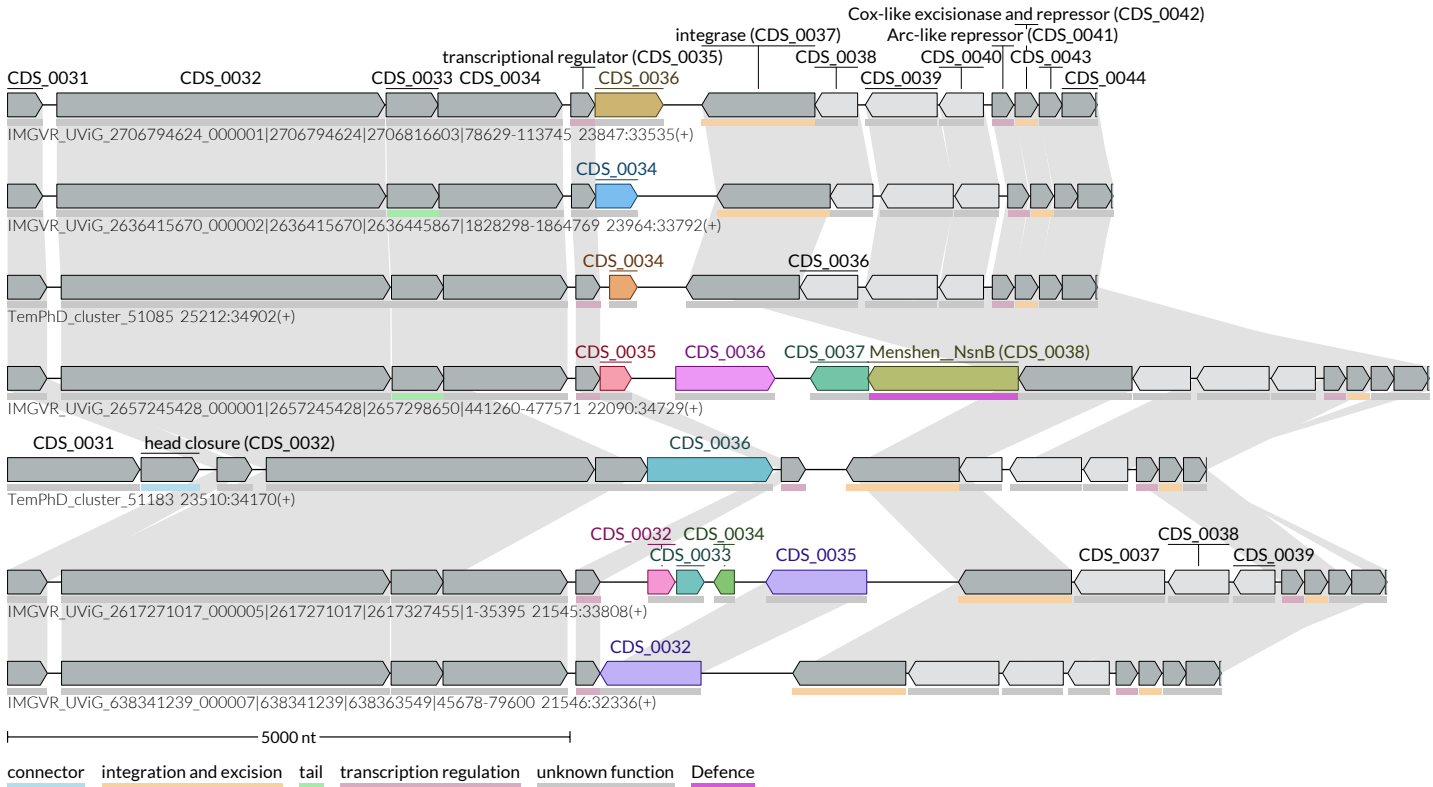 Cox-like excisionase and repressor (CDS_0042)
integrase (CDS_0037) Arc-like repressor (CDS_0041)
transcriptional regulator (CDS_0035) CDS_0038 CDS_0040 CDS_0043
CDS_0031 CDS_0032 CDS_0033 CDS_0034 CDS_0036 CDS_0039 CDS_0044
IMGVR_UViG_2706794624_000001|2706794624|2706816603|78629-113745 23847:33535(+)
CDS_0034
IMGVR_UViG_2636415670_000002|2636415670|2636445867|1828298-1864769 23964:33792(+)
CDS_0034 CDS_0036
TemPhD_cluster_51085 25212:34902(+)
CDS_0035 CDS_0036 CDS_0037 Menshen__NsnB (CDS_0038)
IMGVR_UViG_2657245428_000001|2657245428|2657298650|441260-477571 22090:34729(+)
CDS_0031 head closure (CDS_0032) CDS_0036
TemPhD_cluster_51183 23510:34170(+)
CDS_0032 CDS_0034 CDS_0038
CDS_0033 CDS_0035 CDS_0037 CDS_0039
IMGVR_UViG_2617271017_000005|2617271017|2617327455|1-35395 21545:33808(+)
CDS_0032
IMGVR_UViG_638341239_000007|638341239|638363549|45678-79600 21546:32336(+)
5000 nt
connector integration and excision tail transcription regulation unknown function Defence